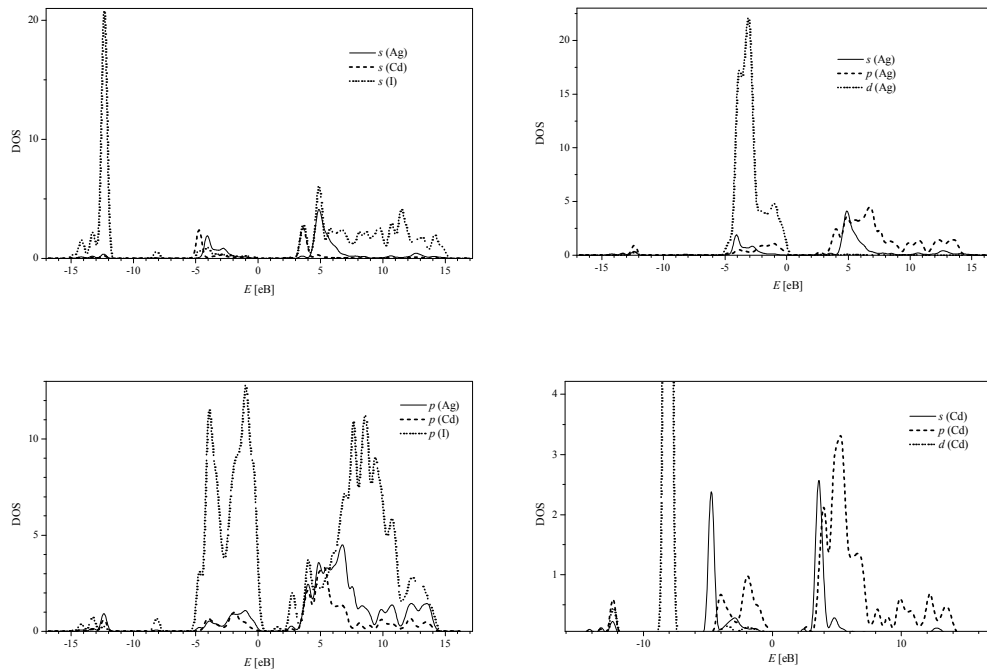 20
10
0
DOS
s (Ag)
s (Cd)
s (I)
-15 -10 -5 0 5 10 15
E [eB]
20
15
10
5
0
DOS
s (Ag)
p (Ag)
d (Ag)
-15 -10 -5 0 5 10 15
E [eB]
10
5
0
DOS
p (Ag)
p (Cd)
p (I)
-15 -10 -5 0 5 10 15
E [eB]
4
3
2
1
DOS
s (Cd)
p (Cd)
d (Cd)
-10 0 10
E [eB]